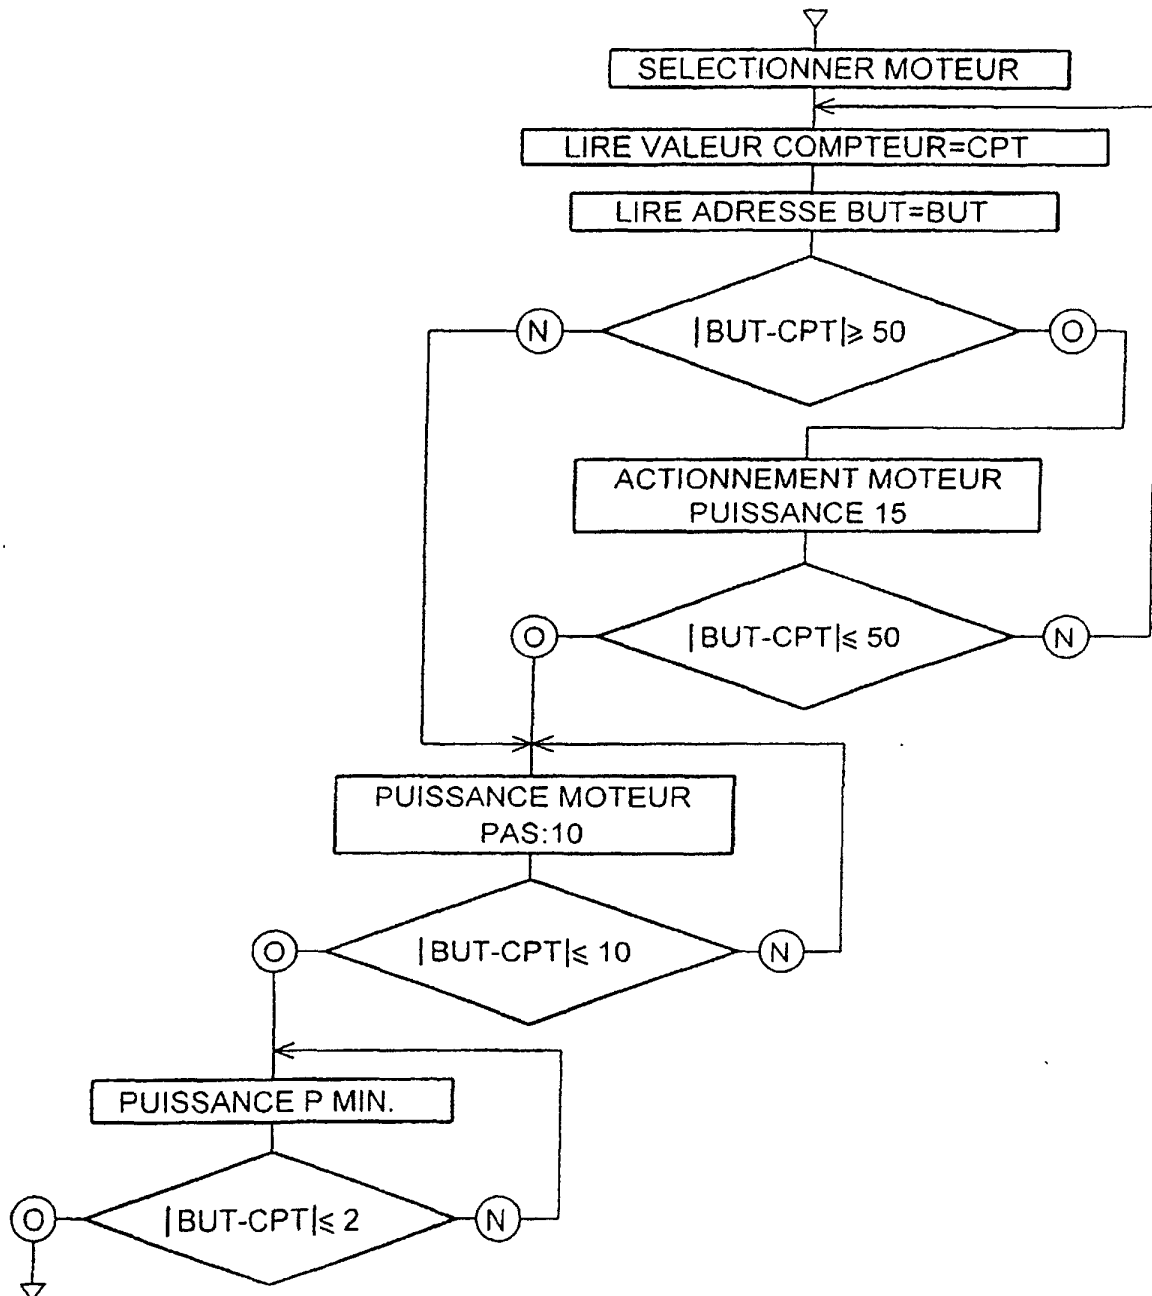 SELECTIONNER MOTEUR
LIRE VALEUR COMPTEUR=CPT
LIRE ADRESSE BUT=BUT
N
|BUT-CPT|⩾ 50
O
ACTIONNEMENT MOTEUR
PUISSANCE 15
O
|BUT-CPT|⩽ 50
N
PUISSANCE MOTEUR
PAS:10
O
|BUT-CPT|⩽ 10
N
PUISSANCE P MIN.
O
|BUT-CPT|⩽ 2
N